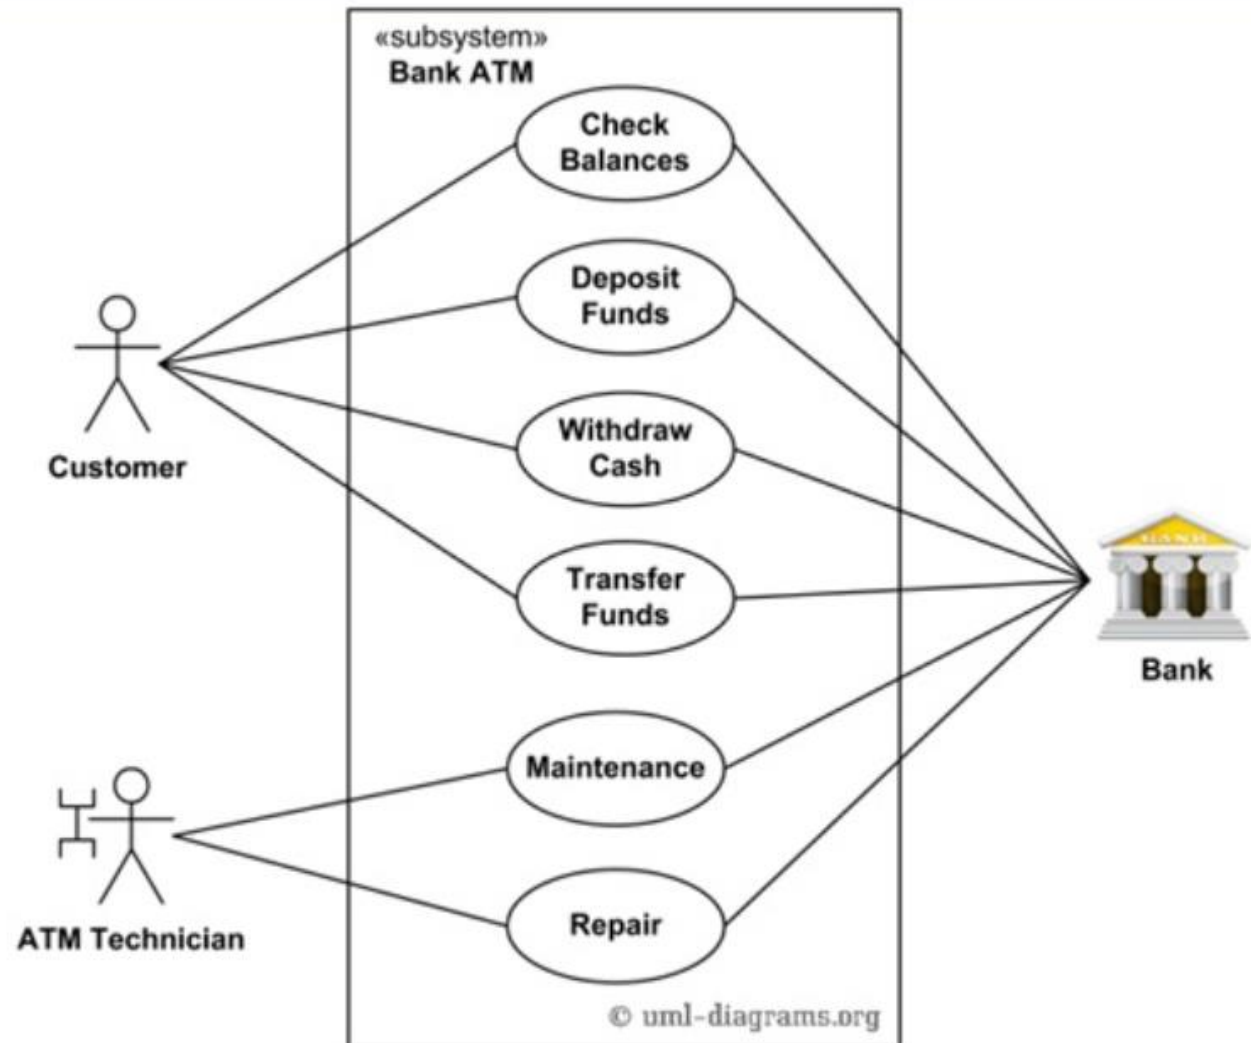 «subsystem»
Bank ATM
Check
Balances
Deposit
Funds
Withdraw
Cash
Customer
Transfer
Funds
BANK
Bank
Maintenance
Repair
ATM Technician
© uml-diagrams.org